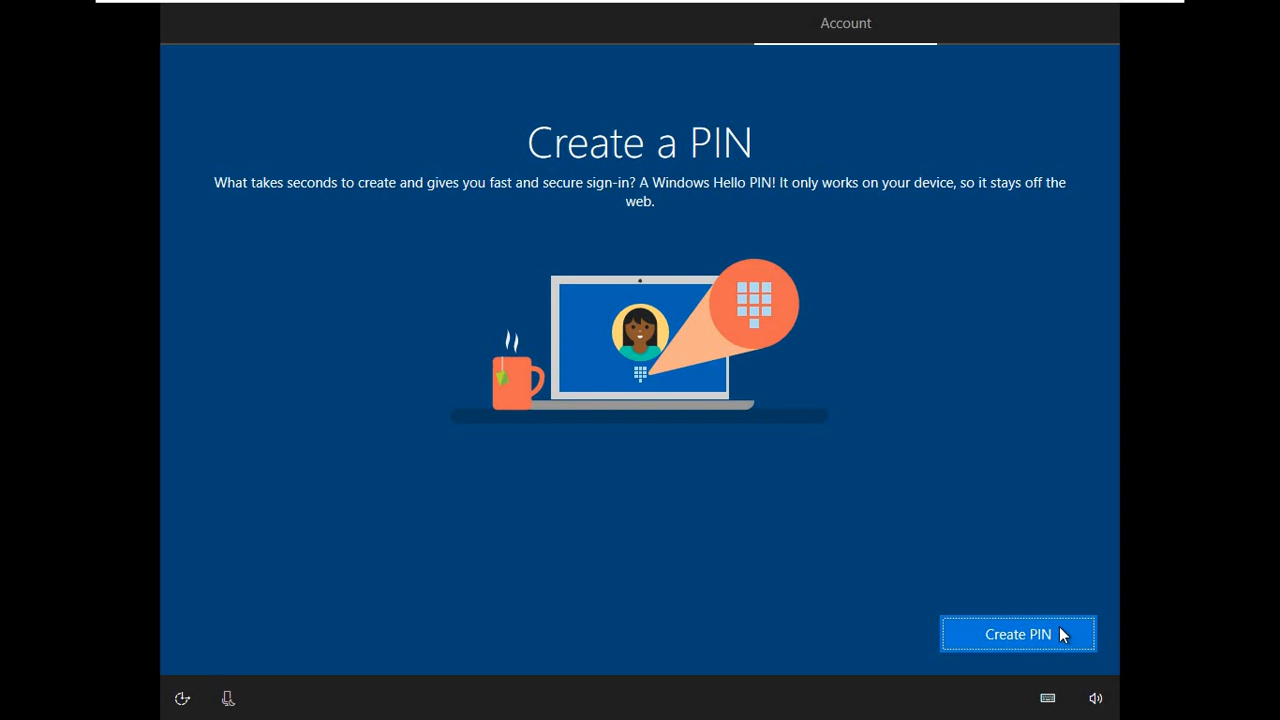 Account
Create a PIN
What takes seconds to create and gives you fast and secure sign-in? A Windows Hello PIN! It only works on your device, so it stays off the
web.
Create PIN